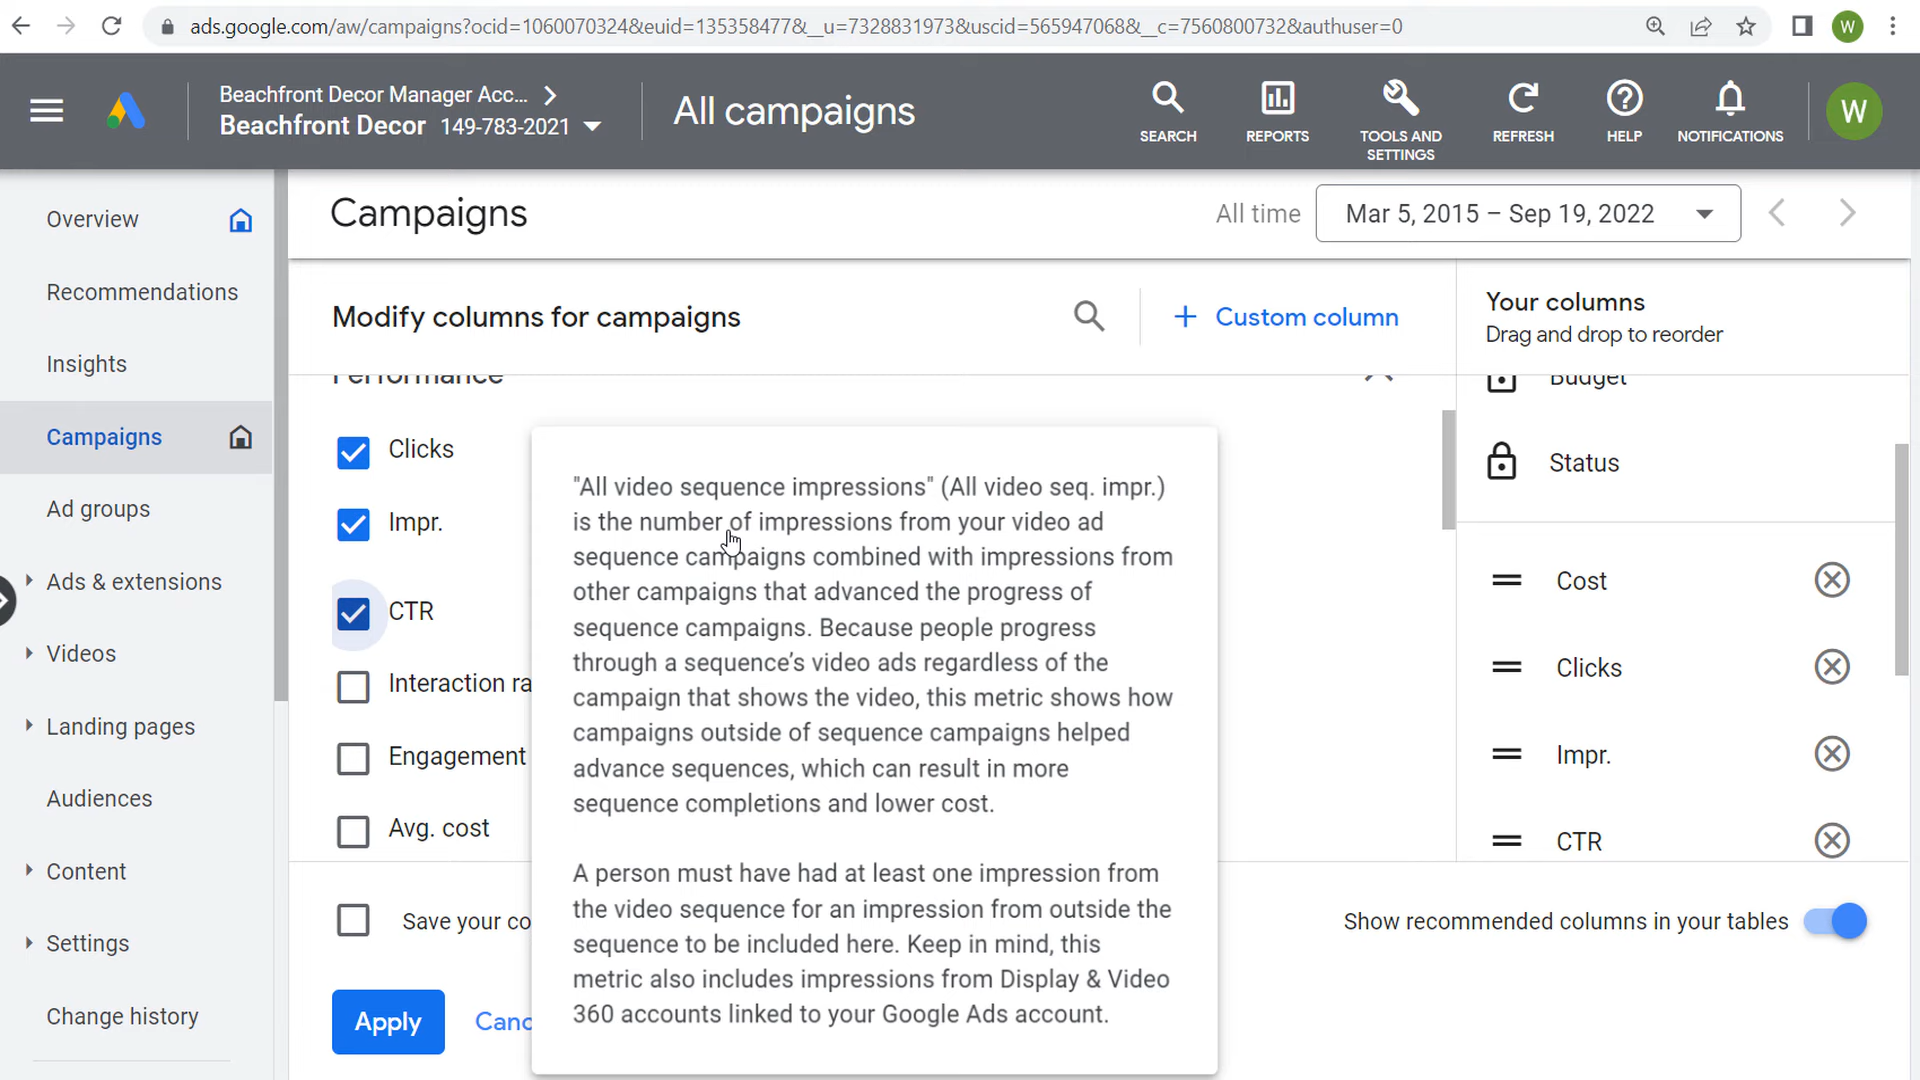 ads.google.com/aw/campaigns?ocid=1060070324&euid=135358477&__u=7328831973&uscid=565947068&__c=7560800732&authuser=0
W
Beachfront Decor Manager Acc...
Beachfront Decor 149-783-2021
All campaigns
SEARCH
REPORTS
TOOLS AND
SETTINGS
REFRESH
HELP
NOTIFICATIONS
W
Overview
Recommendations
Insights
Campaigns
Ad groups
Ads & extensions
Videos
Landing pages
Audiences
Content
Settings
Change history
Campaigns
All time
Mar 5, 2015 – Sep 19, 2022
Modify columns for campaigns
+ Custom column
Performance
Clicks
Impr.
CTR
Interaction ra
Engagement
Avg. cost
"All video sequence impressions" (All video seq. impr.)
is the number of impressions from your video ad
sequence campaigns combined with impressions from
other campaigns that advanced the progress of
sequence campaigns. Because people progress
through a sequence’s video ads regardless of the
campaign that shows the video, this metric shows how
campaigns outside of sequence campaigns helped
advance sequences, which can result in more
sequence completions and lower cost.
A person must have had at least one impression from
the video sequence for an impression from outside the
sequence to be included here. Keep in mind, this
metric also includes impressions from Display & Video
360 accounts linked to your Google Ads account.
Save your co
Apply
Canc
Your columns
Drag and drop to reorder
Budget
Status
Cost
Clicks
Impr.
CTR
Show recommended columns in your tables